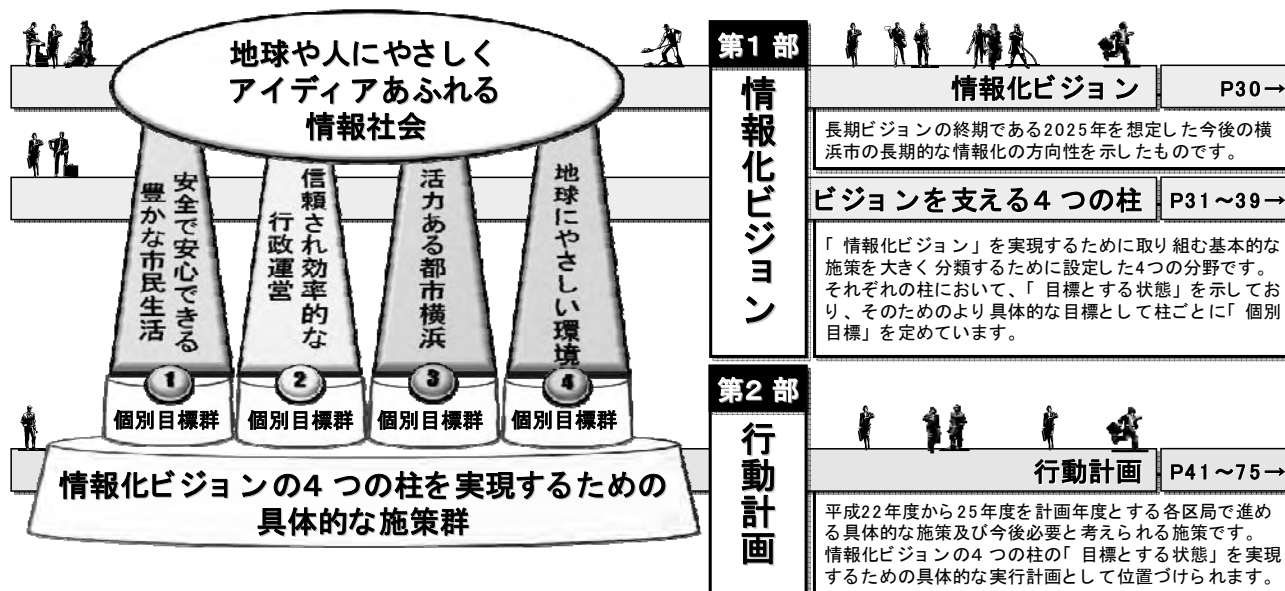 地球や人にやさしく
アイディアあふれる
情報社会
安全で安心できる
豊かな市民生活
信頼され効率的な
行政運営
活力ある都市横浜
地球にやさしい環境
1
2
3
4
個別目標群
個別目標群
個別目標群
個別目標群
情報化ビジョンの4つの柱を実現するための
具体的な施策群
第1部
情報化ビジョン
情報化ビジョン
P30→
長期ビジョンの終期である2025年を想定した今後の横
浜市の長期的な情報化の方向性を示したものです。
ビジョンを支える4つの柱
P31~39→
「情報化ビジョン」を実現するために取り組む基本的な
施策を大きく分類するために設定した4つの分野です。
それぞれの柱において、「目標とする状態」を示してお
り、そのためのより具体的な目標として柱ごとに「個別
目標」を定めています。
第2部
行動計画
行動計画
P41~75→
平成22年度から25年度を計画年度とする各区局で進め
る具体的な施策及び今後必要と考えられる施策です。
情報化ビジョンの4つの柱の「目標とする状態」を実現
するための具体的な実行計画として位置づけられます。